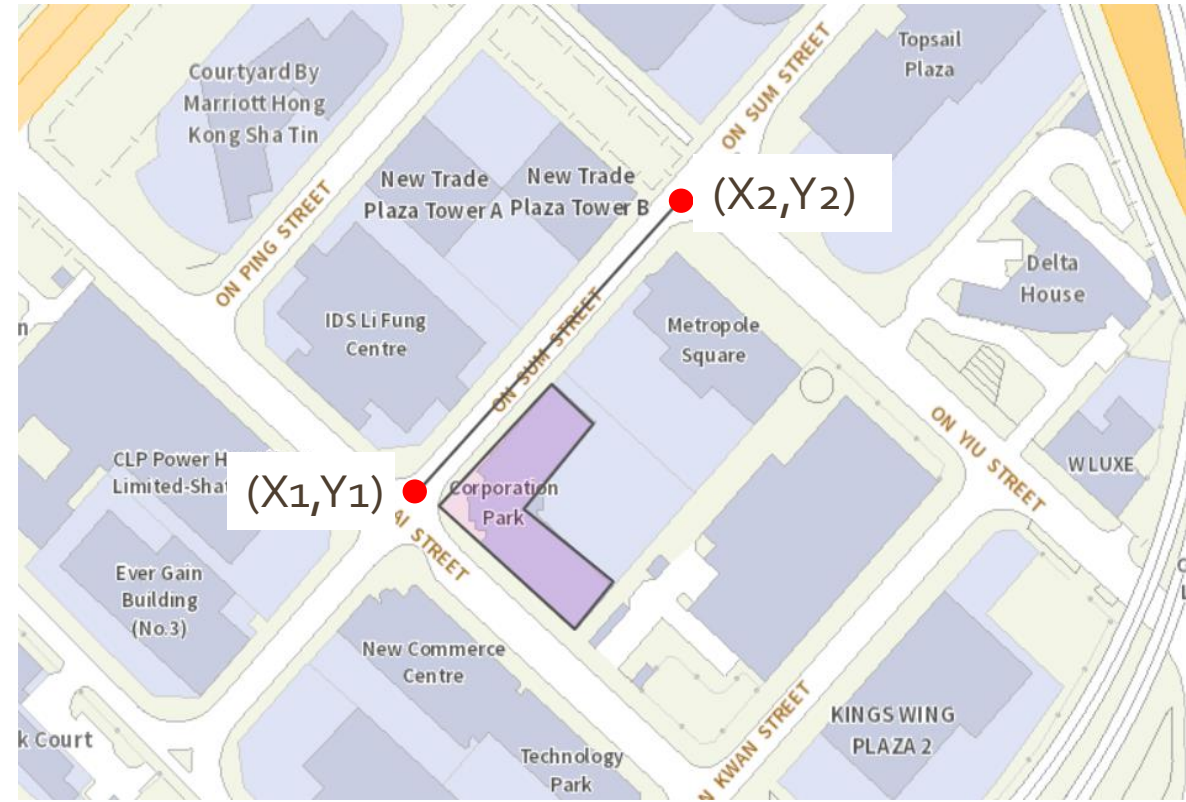 Topsail
Plaza
ON SUM STREET
Courtyard By
Marriott Hong
Kong Sha Tin
New Trade
Plaza Tower A
New Trade
Plaza Tower B
(X2,Y2)
ON PING STREET
Delta
House
IDS Li Fung
Centre
ON SUM STREET
Metropole
Square
ON YIU STREET
W LUXE
CLP Power H
Limited-Sha
(X1,Y1)
Corporation
Park
AI STREET
Ever Gain
Building
(No.3)
New Commerce
Centre
KINGS WING
PLAZA 2
k Court
Technology
Park
N KWAN STREET